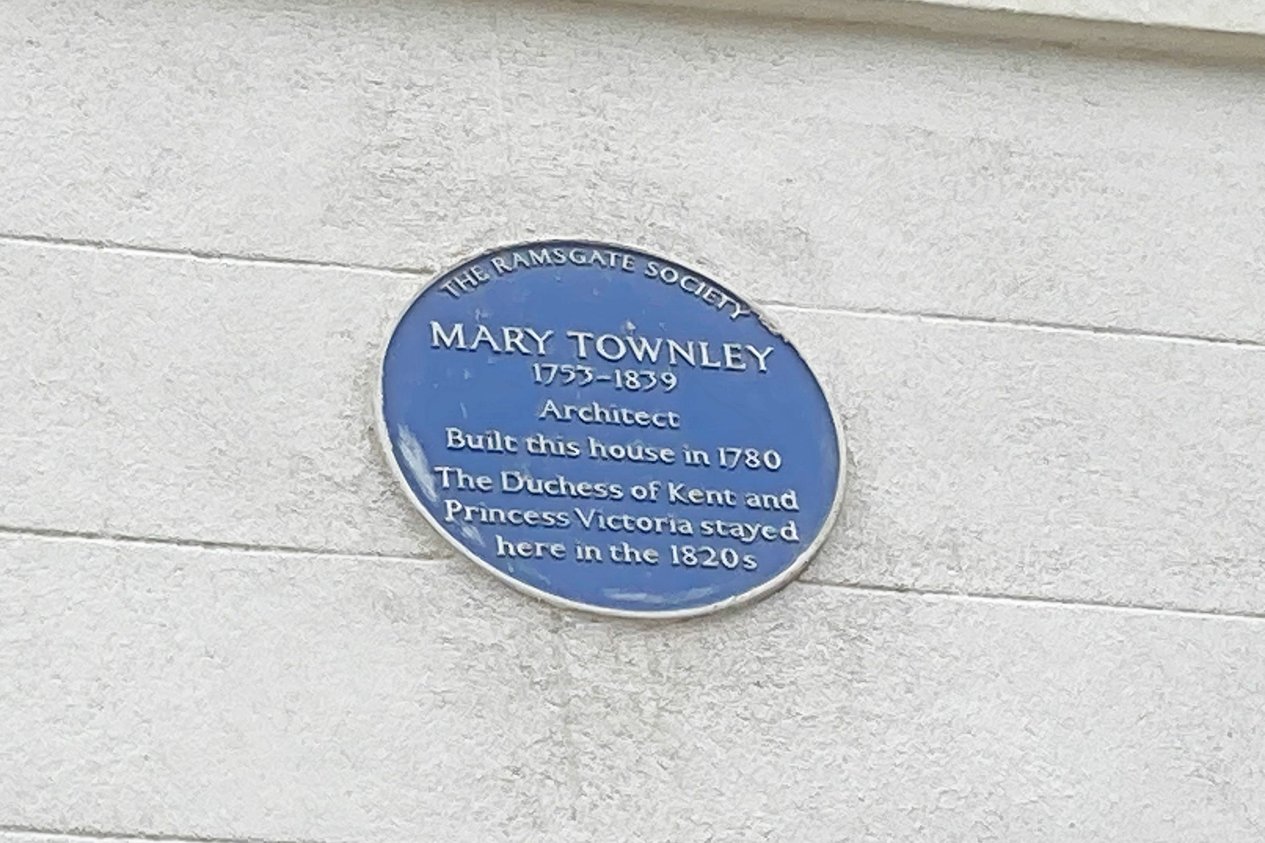 THE RAMSGATE SOCIETY
MARY TOWNLEY
1753-1839
Architect
Built this house in 1780
The Duchess of Kent and
Princess Victoria stayed
here in the 1820s